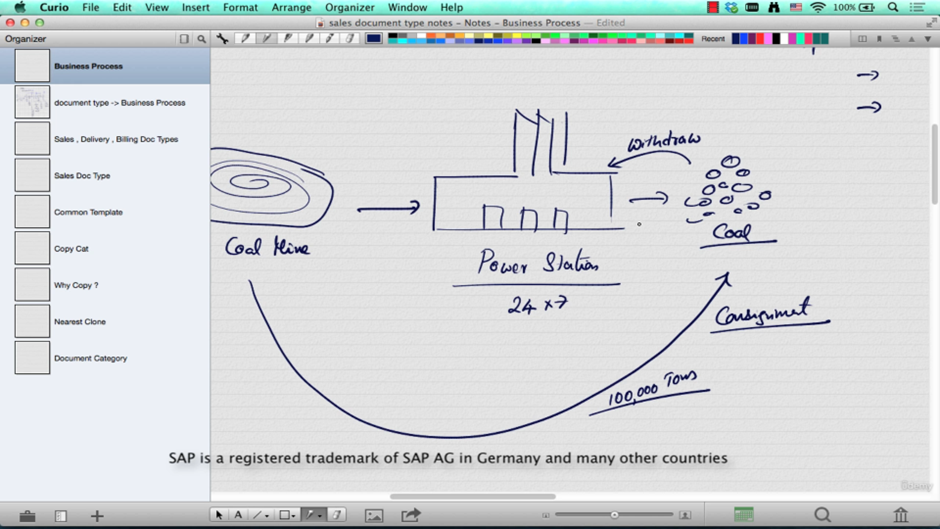 Curio File Edit View Insert Format Arrange Organizer Window Help 100%
sales document type notes - Notes - Business Process — Edited
Organizer
Recent
Business Process
document type -> Business Process
Sales , Delivery , Billing Doc Types
Sales Doc Type
Common Template
Copy Cat
Why Copy ?
Nearest Clone
Document Category
Withdraw
Coal Mine
Coal
Power Station
24 x 7
Consignment
100,000 Tons
SAP is a registered trademark of SAP AG in Germany and many other countries
A
Udemy